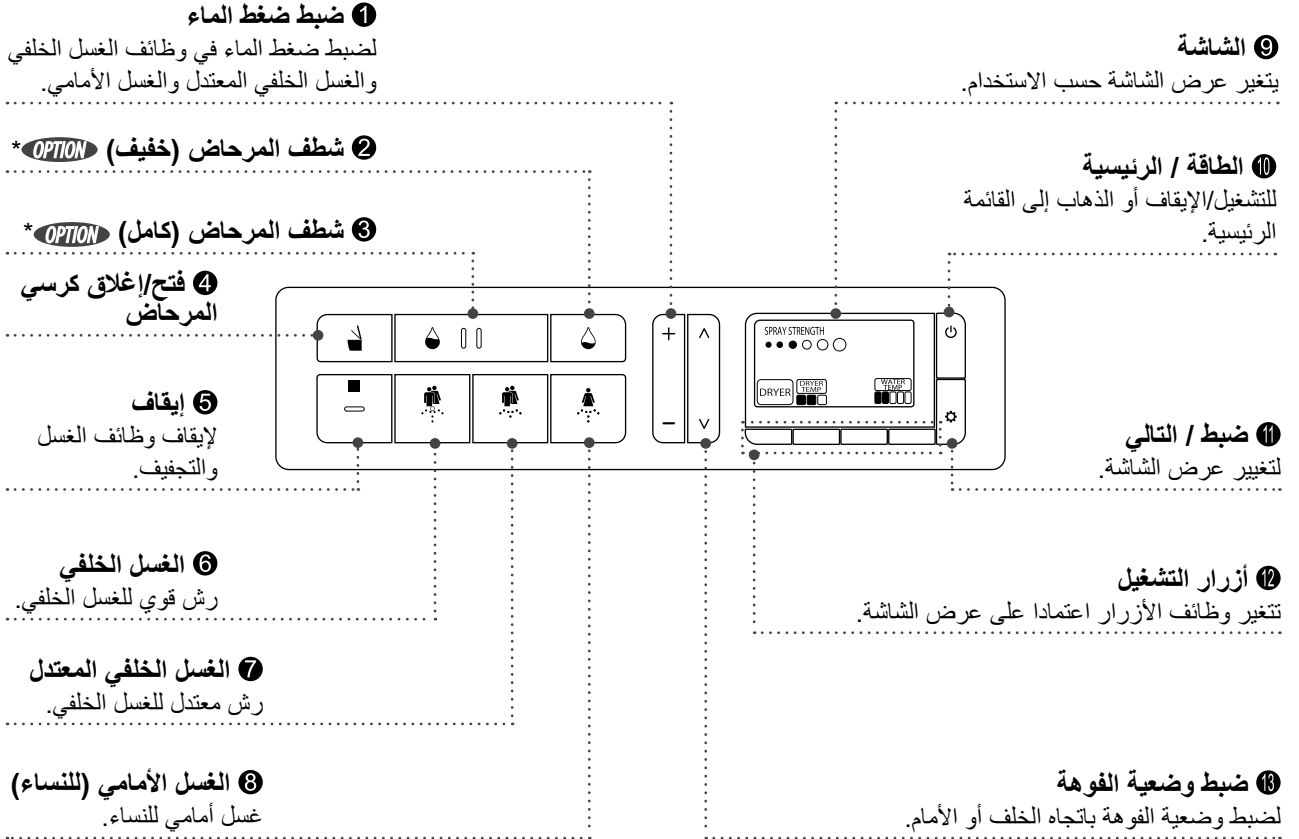 ❶ ضبط ضغط الماء
لضبط ضغط الماء في وظائف الغسل الخلفي
والغسل الخلفي المعتدل والغسل الأمامي.
❷ شطف المرحاض (خفيف) OPTION*
❸ شطف المرحاض (كامل) OPTION*
❹ فتح/إغلاق كرسي
المرحاض
❺ إيقاف
لإيقاف وظائف الغسل
والتجفيف.
❻ الغسل الخلفي
رش قوي للغسل الخلفي.
❼ الغسل الخلفي المعتدل
رش معتدل للغسل الخلفي.
❽ الغسل الأمامي (للنساء)
غسل أمامي للنساء.
SPRAY STRENGTH
DRYER
DRYER
TEMP
WATER
TEMP
❾ الشاشة
يتغير عرض الشاشة حسب الاستخدام.
❿ الطاقة / الرئيسية
للتشغيل/الإيقاف أو الذهاب إلى القائمة
الرئيسية.
⓫ ضبط / التالي
لتغيير عرض الشاشة.
⓬ أزرار التشغيل
تتغير وظائف الأزرار اعتمادا على عرض الشاشة.
⓭ ضبط وضعية الفوهة
لضبط وضعية الفوهة باتجاه الخلف أو الأمام.